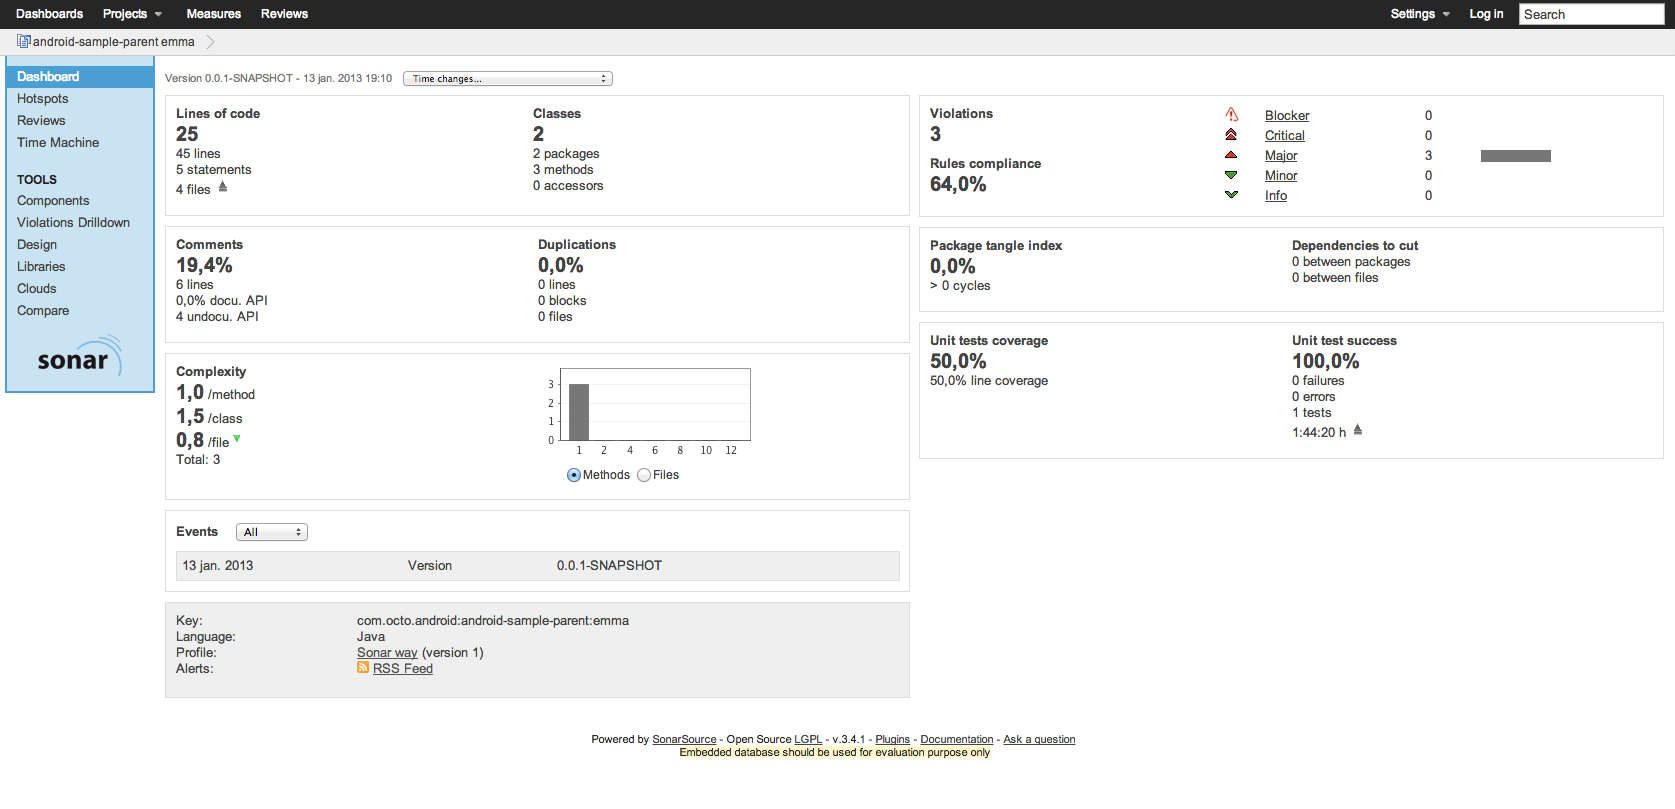 Dashboards Projects Measures Reviews Settings Log in Search
android-sample-parent emma
Dashboard
Hotspots
Reviews
Time Machine
TOOLS
Components
Violations Drilldown
Design
Libraries
Clouds
Compare
sonar
Version 0.0.1-SNAPSHOT - 13 jan. 2013 19:10 Time changes...
Lines of code
25
45 lines
5 statements
4 files
Classes
2
2 packages
3 methods
0 accessors
Comments
19,4%
6 lines
0,0% docu. API
4 undocu. API
Duplications
0,0%
0 lines
0 blocks
0 files
Complexity
1,0 /method
1,5 /class
0,8 /file
Total: 3
3
2
1
0
1 2 4 6 8 10 12
Methods Files
Events All
13 jan. 2013 Version 0.0.1-SNAPSHOT
Key: com.octo.android:android-sample-parent:emma
Language: Java
Profile: Sonar way (version 1)
Alerts: RSS Feed
Violations
3
Rules compliance
64,0%
Blocker 0
Critical 0
Major 3
Minor 0
Info 0
Package tangle index
0,0%
> 0 cycles
Dependencies to cut
0 between packages
0 between files
Unit tests coverage
50,0%
50,0% line coverage
Unit test success
100,0%
0 failures
0 errors
1 tests
1:44:20 h
Powered by SonarSource - Open Source LGPL - v.3.4.1 - Plugins - Documentation - Ask a question
Embedded database should be used for evaluation purpose only